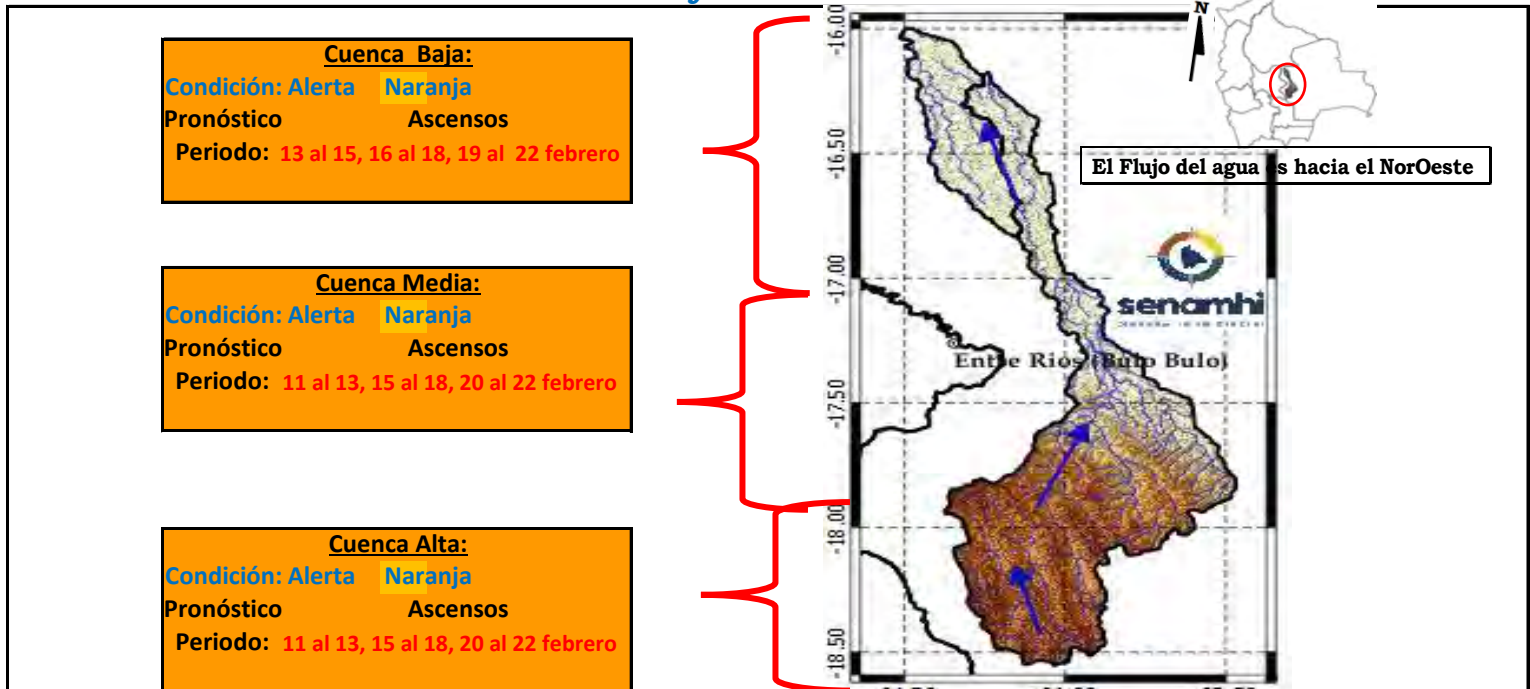 Cuenca Baja:
Condición: Alerta Naranja
Pronóstico Ascensos
Periodo: 13 al 15, 16 al 18, 19 al 22 febrero
Cuenca Media:
Condición: Alerta Naranja
Pronóstico Ascensos
Periodo: 11 al 13, 15 al 18, 20 al 22 febrero
Cuenca Alta:
Condición: Alerta Naranja
Pronóstico Ascensos
Periodo: 11 al 13, 15 al 18, 20 al 22 febrero
N
El Flujo del agua es hacia el NorOeste
senamhi
Entre Rios (Bulo Bulo)
-16.00
-16.50
-17.00
-17.50
-18.00
-18.50